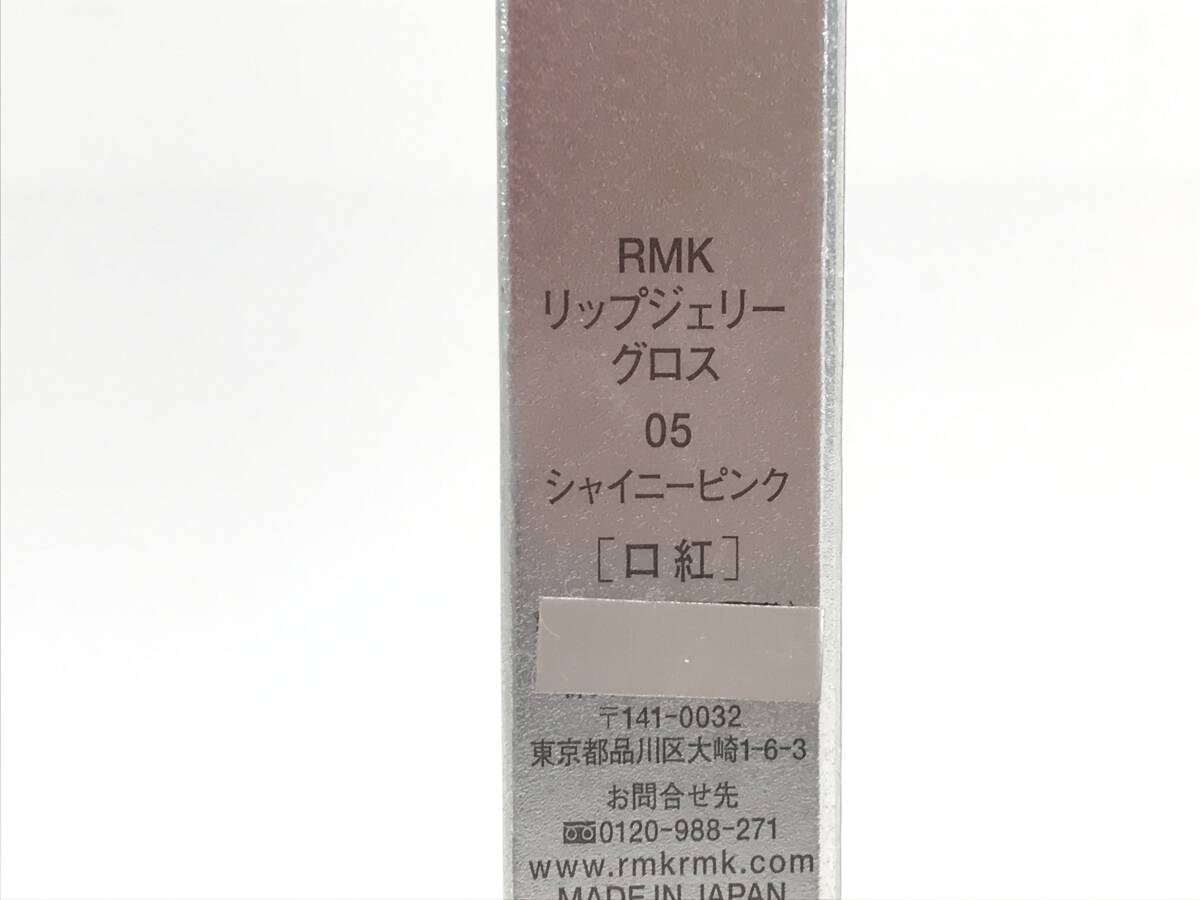 RMK
リップジェリー
グロス
05
シャイニーピンク
[口紅]
〒141-0032
東京都品川区大崎1-6-3
お問合せ先
0120-988-271
www.rmkrmk.com
MADE IN JAPAN